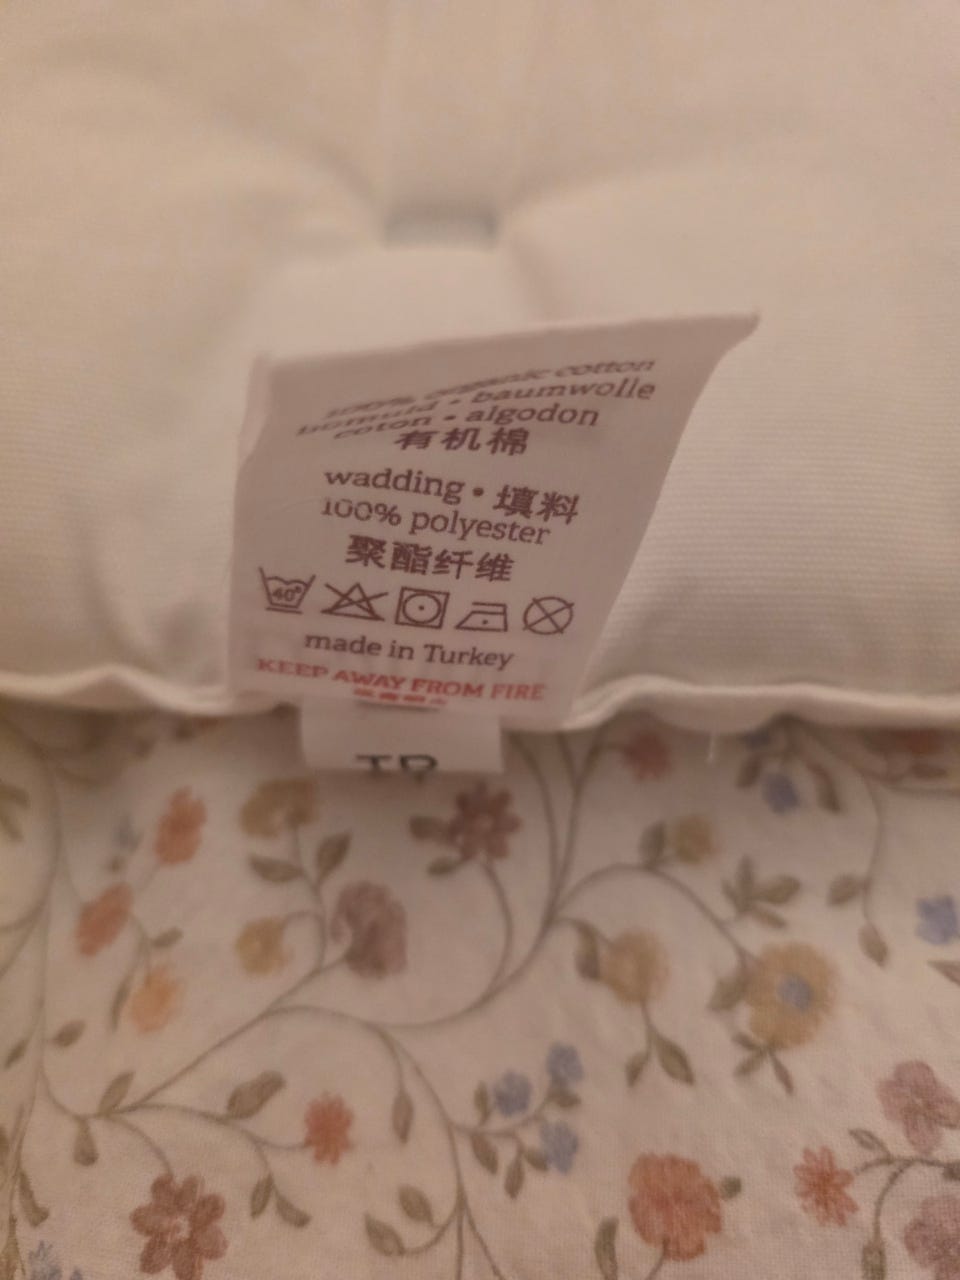 100% organic cotton
bomuld • baumwolle
coton • algodon
有机棉
wadding • 填料
100% polyester
聚酯纤维
40°
made in Turkey
KEEP AWAY FROM FIRE